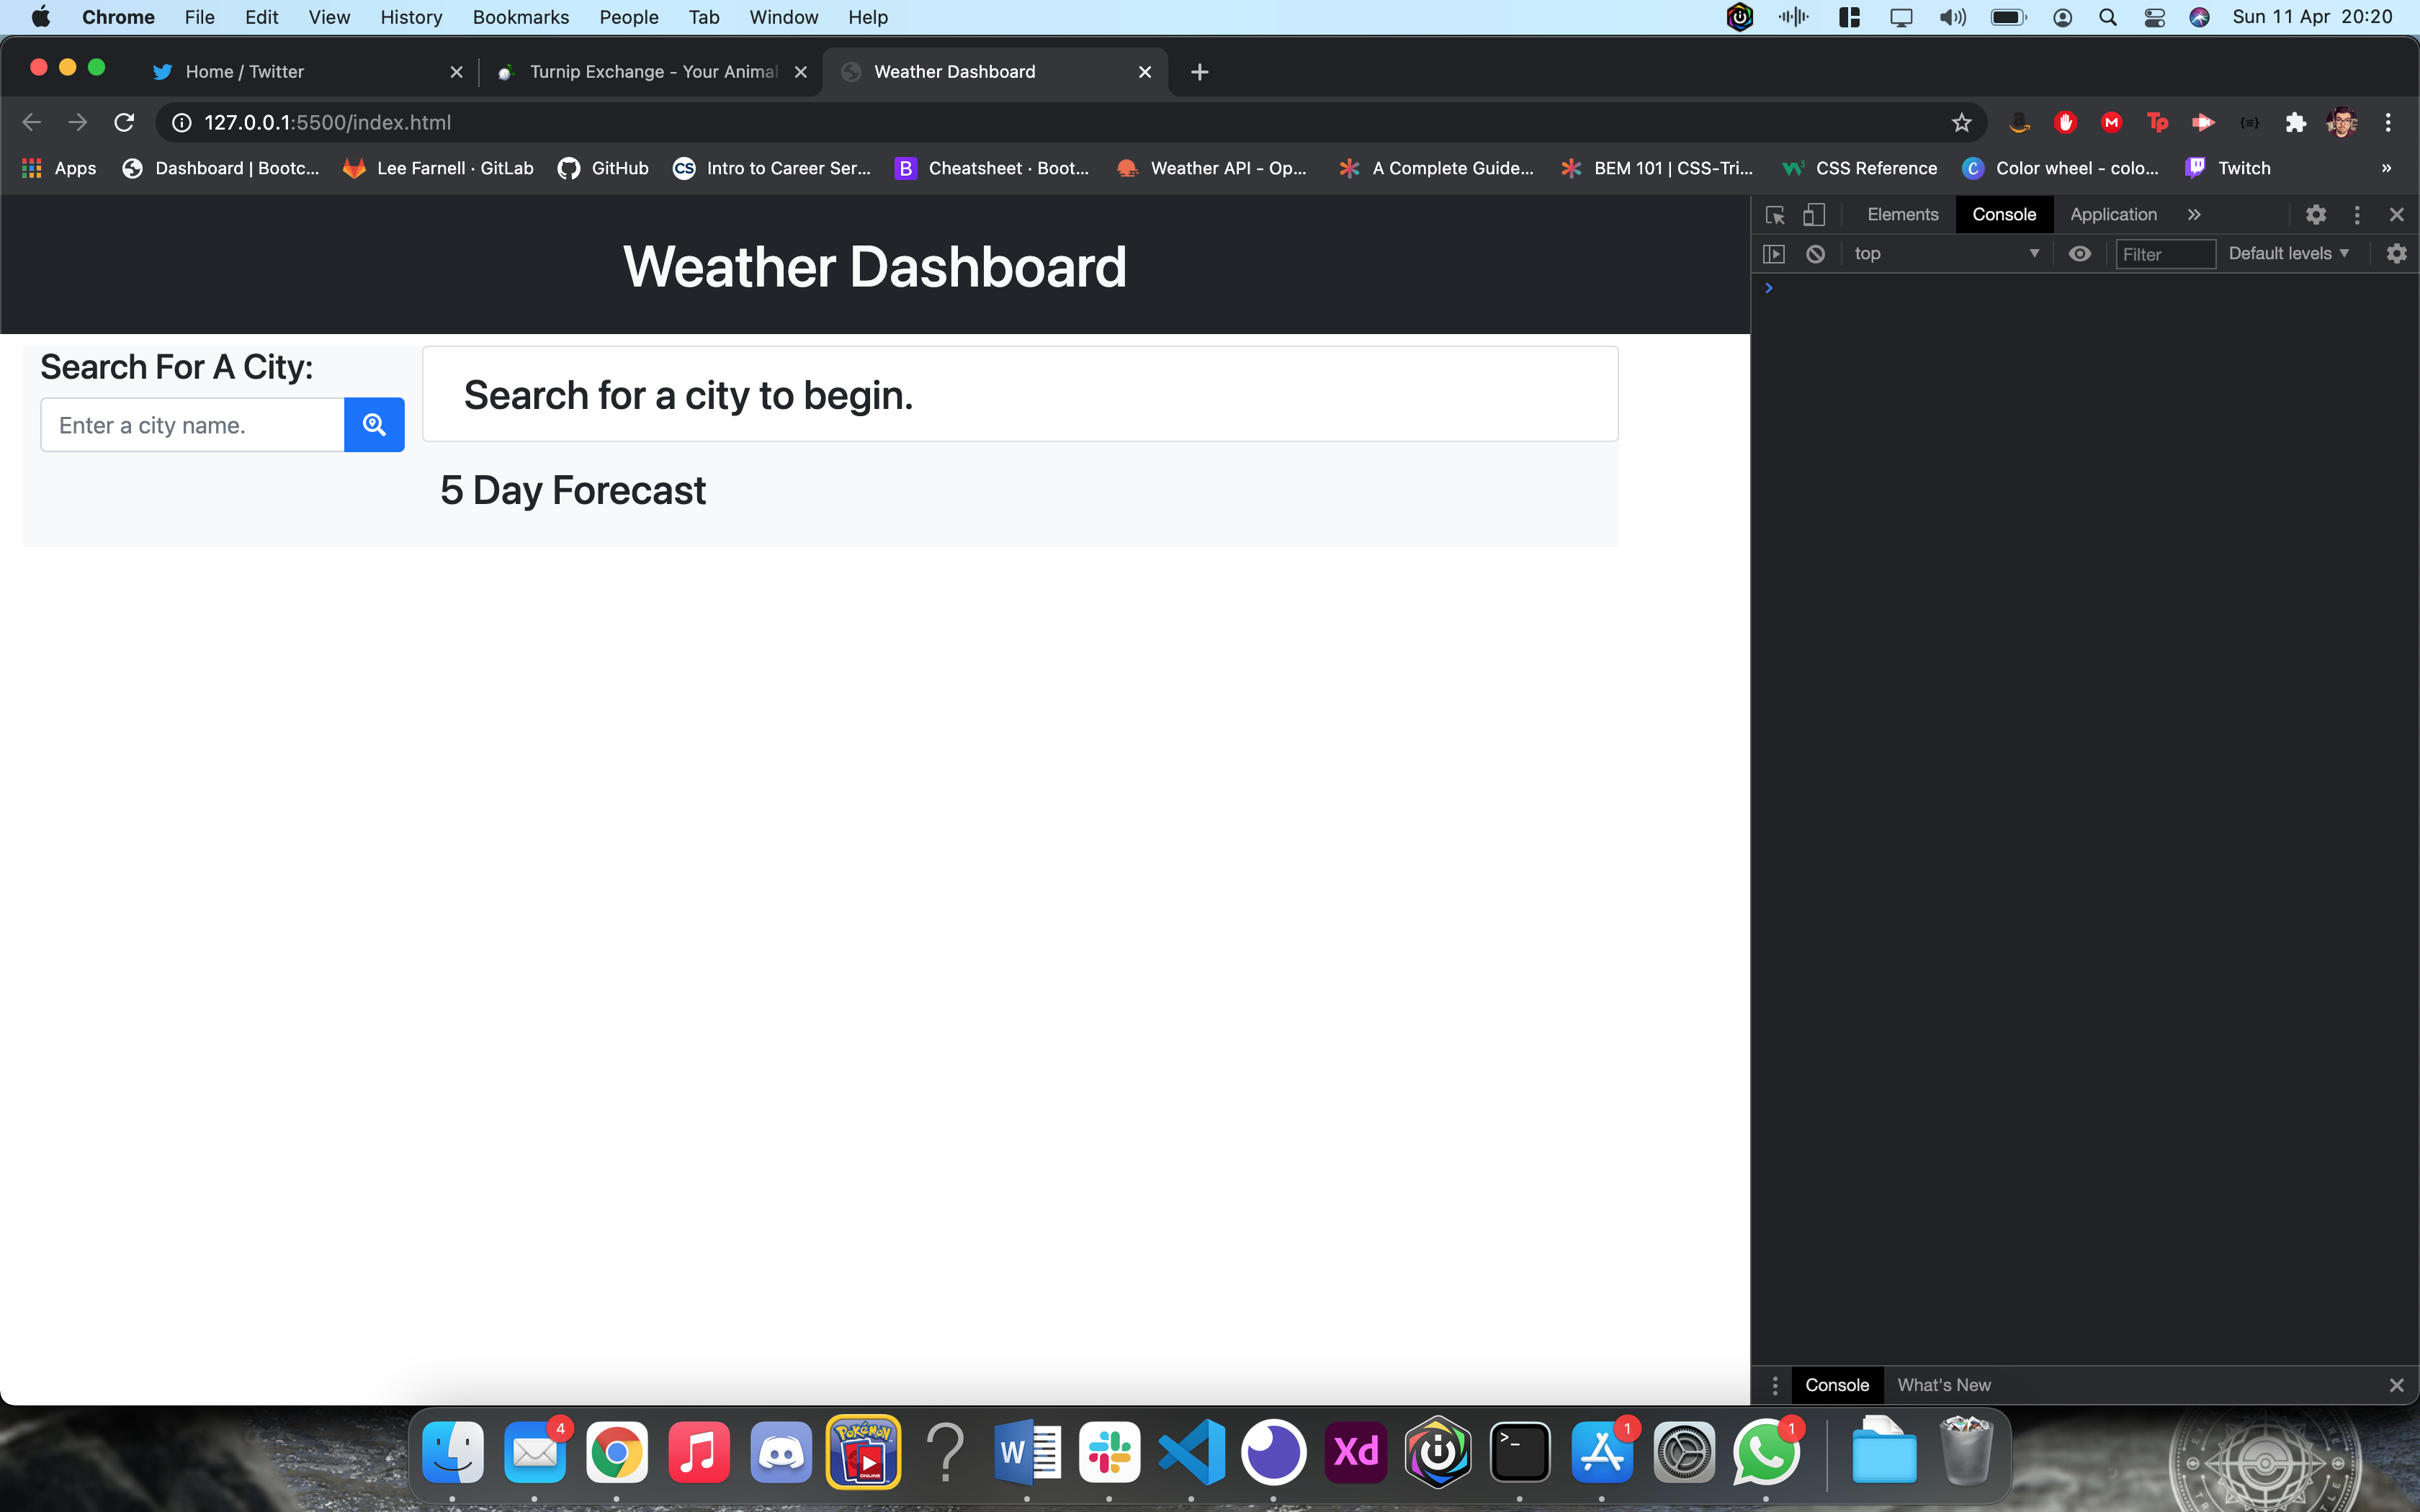 Chrome File Edit View History Bookmarks People Tab Window Help Sun 11 Apr 20:20
Home / Twitter Turnip Exchange - Your Animal Weather Dashboard
127.0.0.1:5500/index.html
Apps Dashboard | Bootc... Lee Farnell · GitLab GitHub CS Intro to Career Ser... B Cheatsheet · Boot... Weather API - Op... A Complete Guide... BEM 101 | CSS-Tri... CSS Reference C Color wheel - colo... Twitch »
Elements Console Application »
top Filter Default levels
Weather Dashboard
Search For A City:
Enter a city name.
Search for a city to begin.
5 Day Forecast
Console What's New
4 Pokémon ONLINE ? W Xd >_ 1 1